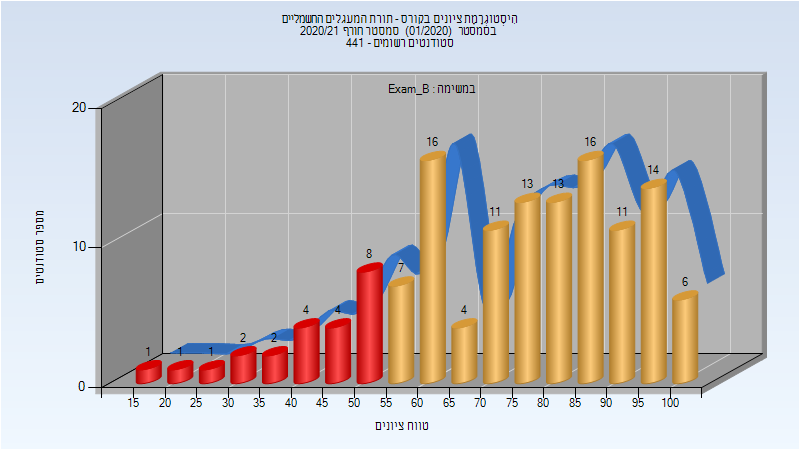 היסטוגרמת ציונים בקורס - תורת המעגלים החשמליים
בסמסטר (01/2020) סמסטר חורף 2020/21
סטודנטים רשומים - 441
במשימה : Exam_B
מספר סטודנטים
20
10
0
1 1 1 2 2 4 4 8 7 16 4 11 13 13 16 11 14 6
15 20 25 30 35 40 45 50 55 60 65 70 75 80 85 90 95 100
טווח ציונים